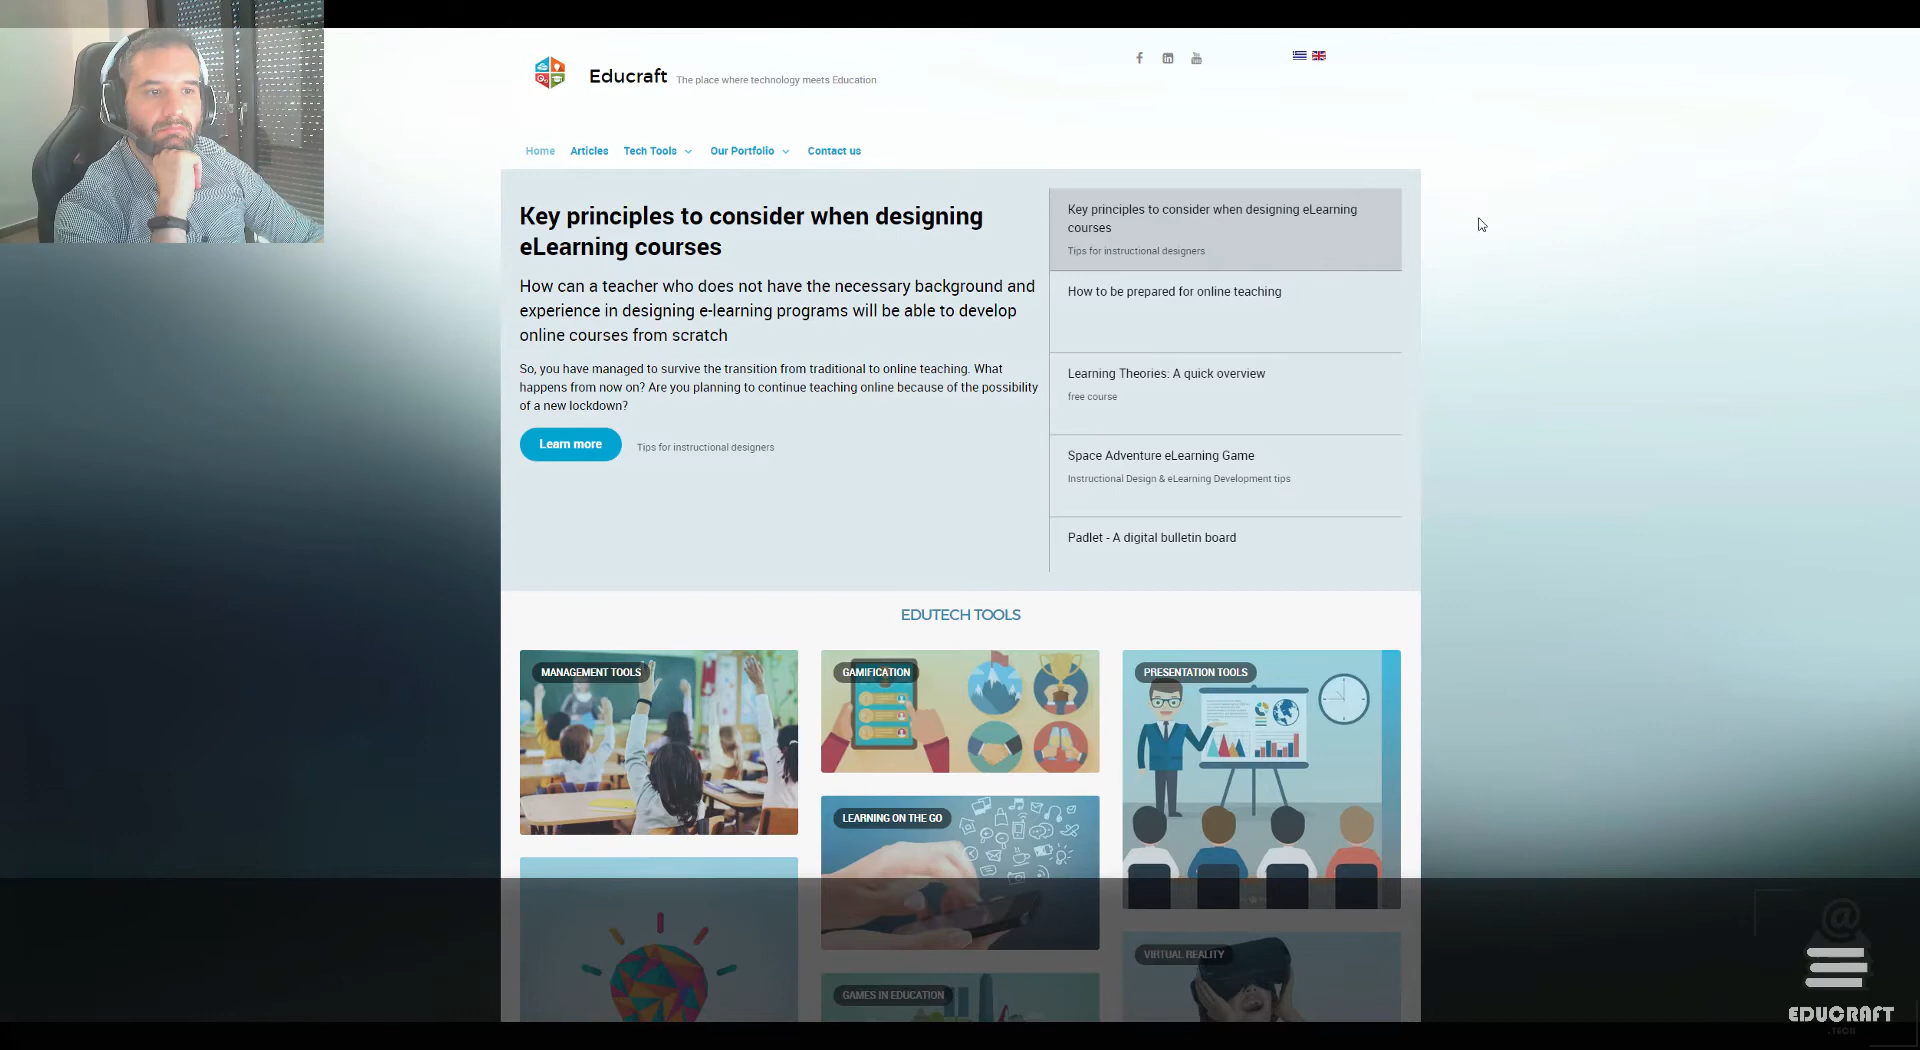 Educraft The place where technology meets Education
Home Articles Tech Tools Our Portfolio Contact us
Key principles to consider when designing
eLearning courses
How can a teacher who does not have the necessary background and
experience in designing e-learning programs will be able to develop
online courses from scratch
So, you have managed to survive the transition from traditional to online teaching. What
happens from now on? Are you planning to continue teaching online because of the possibility
of a new lockdown?
Learn more Tips for instructional designers
Key principles to consider when designing eLearning
courses
Tips for instructional designers
How to be prepared for online teaching
Learning Theories: A quick overview
free course
Space Adventure eLearning Game
Instructional Design & eLearning Development tips
Padlet - A digital bulletin board
EDUTECH TOOLS
MANAGEMENT TOOLS
GAMIFICATION
PRESENTATION TOOLS
LEARNING ON THE GO
VIRTUAL REALITY
GAMES IN EDUCATION
EDUCRAFT
.TECH